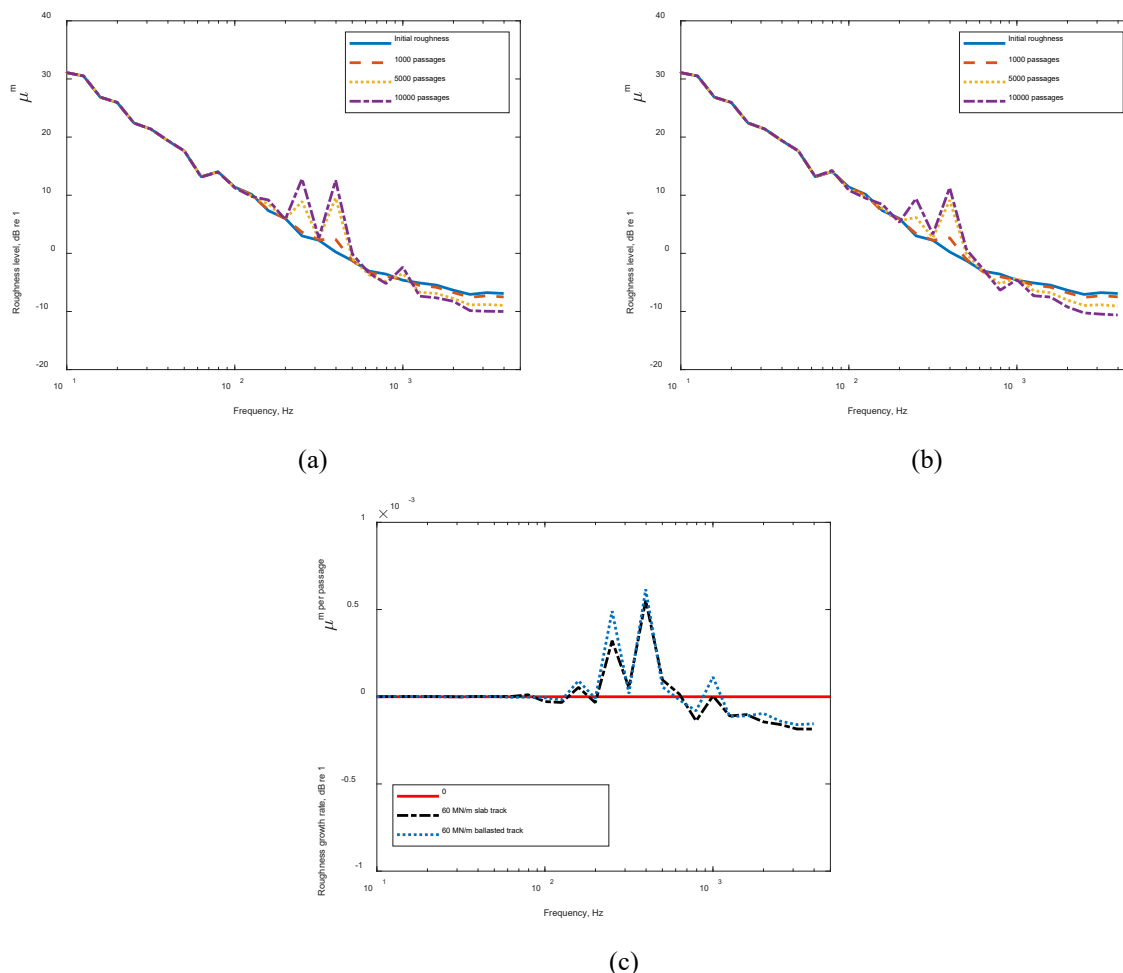 40
30
20
10
0
-10
-20
μm
Roughness level, dB re 1
Initial roughness
1000 passages
5000 passages
10000 passages
10 1
10 2
10 3
Frequency, Hz
(a)
40
30
20
10
0
-10
-20
μm
Roughness level, dB re 1
Initial roughness
1000 passages
5000 passages
10000 passages
10 1
10 2
10 3
Frequency, Hz
(b)
× 10 -3
1
0.5
0
-0.5
-1
μm per passage
Roughness growth rate, dB re 1
0
60 MN/m slab track
60 MN/m ballasted track
10 1
10 2
10 3
Frequency, Hz
(c)